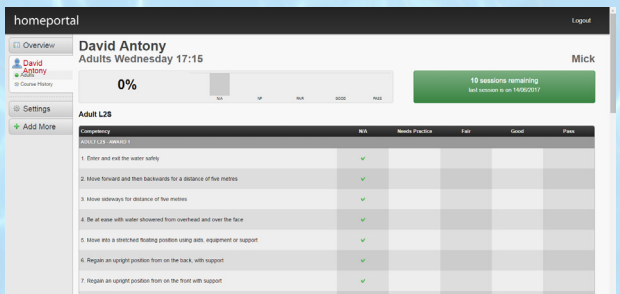 homeportal
Logout
Overview
David Antony
Adults
Course History
Settings
Add More
David Antony
Adults Wednesday 17:15
Mick
0%
N/A
NP
FAIR
GOOD
PASS
10 sessions remaining
last session is on 14/06/2017
Adult L2S
Competency N/A Needs Practice Fair Good Pass
ADULT L2S - AWARD 1
1. Enter and exit the water safely
2. Move forward and then backwards for a distance of five metres
3. Move sideways for distance of five metres
4. Be at ease with water showered from overhead and over the face
5. Move into a stretched floating position using aids, equipment or support
6. Regain an upright position from on the back, with support
7. Regain an upright position from on the front with support